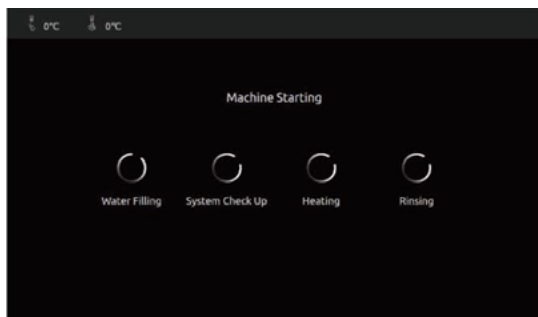 0°C 0°C
Machine Starting
Water Filling System Check Up Heating Rinsing